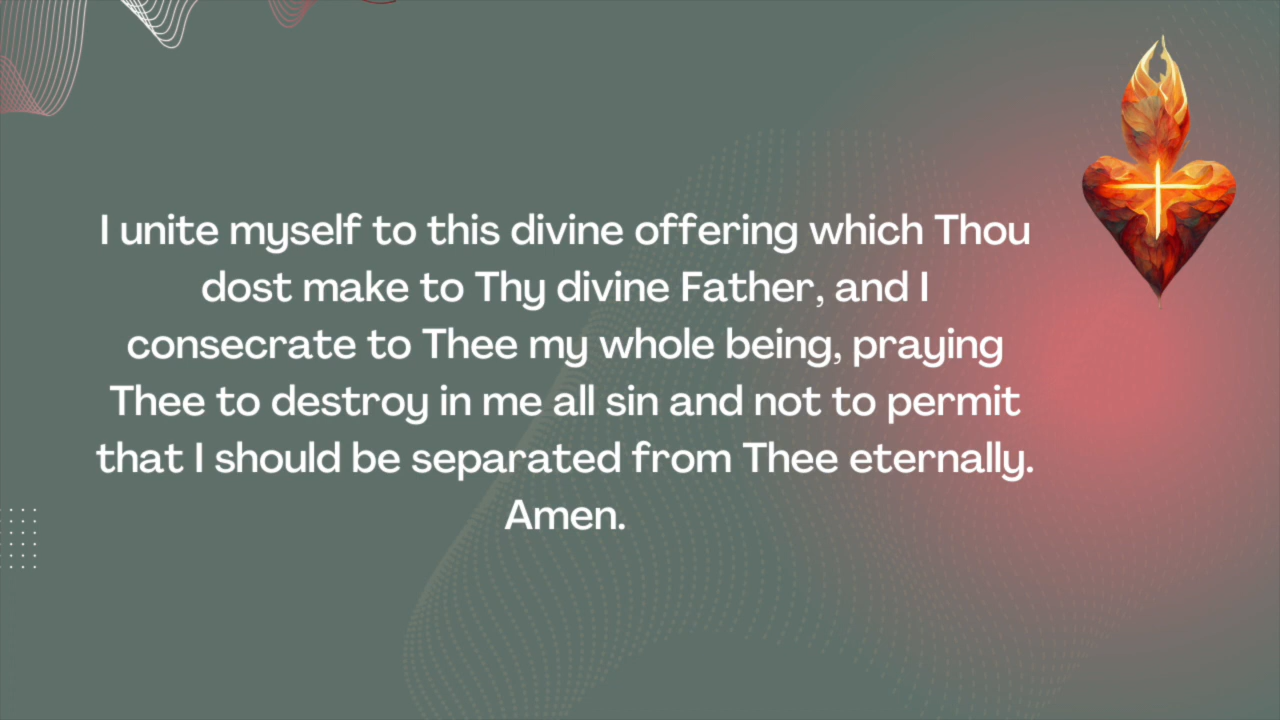 I unite myself to this divine offering which Thou
dost make to Thy divine Father, and I
consecrate to Thee my whole being, praying
Thee to destroy in me all sin and not to permit
that I should be separated from Thee eternally.
Amen.